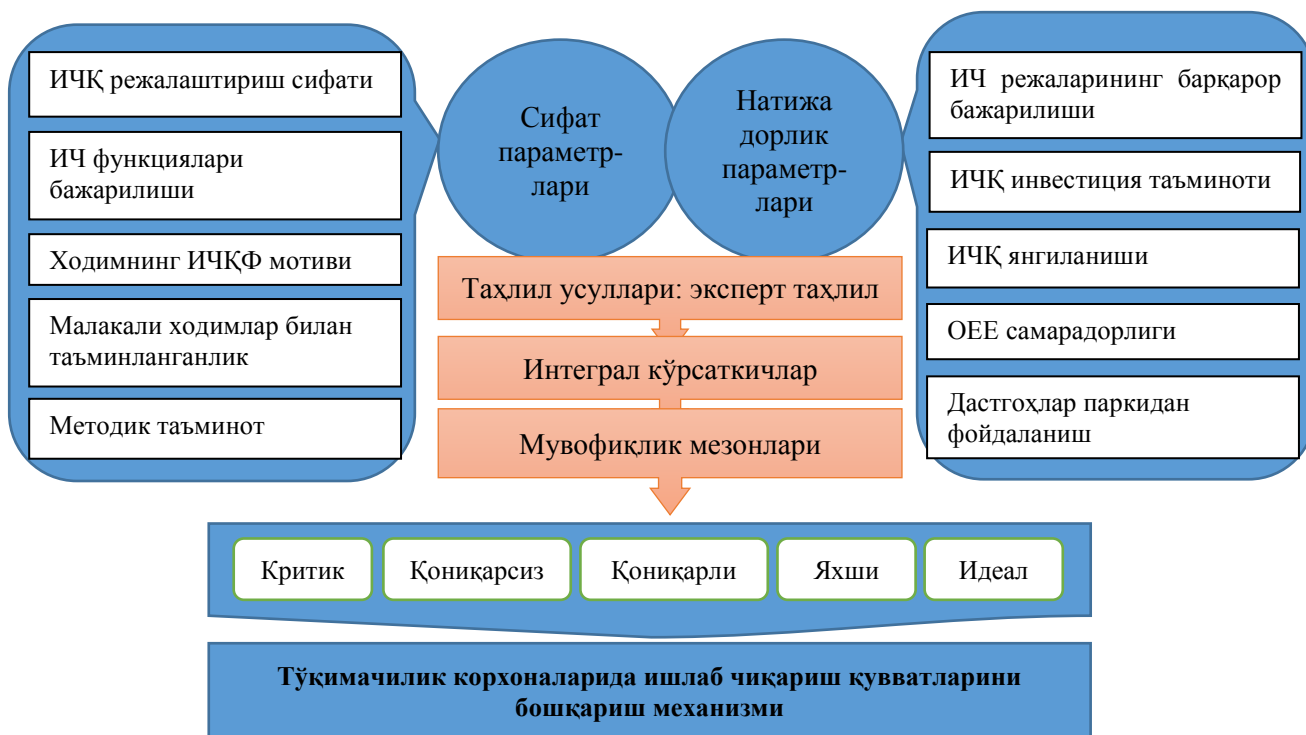 ИЧҚ режалаштириш сифати
ИЧ функциялари
бажарилиши
Ходимнинг ИЧҚФ мотиви
Малакали ходимлар билан
таъминланганлик
Методик таъминот
Сифат
параметр-
лари
Натижа
дорлик
параметр-
лари
ИЧ режаларининг барқарор
бажарилиши
ИЧҚ инвестиция таъминоти
ИЧҚ янгиланиши
ОЕЕ самарадорлиги
Дастгоҳлар паркидан
фойдаланиш
Таҳлил усуллари: эксперт таҳлил
Интеграл кўрсаткичлар
Мувофиқлик мезонлари
Критик
Қониқарсиз
Қониқарли
Яхши
Идеал
Тўқимачилик корхоналарида ишлаб чиқариш қувватларини
бошқариш механизми